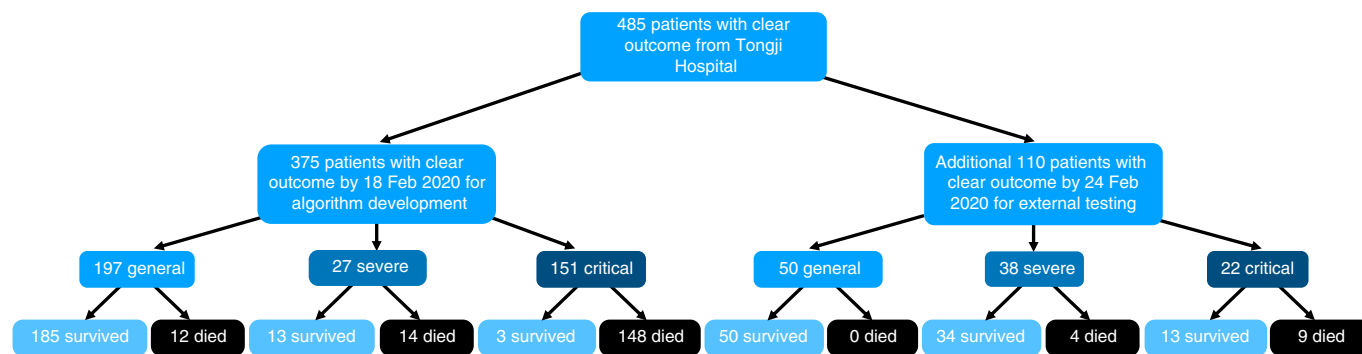 485 patients with clear
outcome from Tongji
Hospital
375 patients with clear
outcome by 18 Feb 2020 for
algorithm development
Additional 110 patients with
clear outcome by 24 Feb
2020 for external testing
197 general
27 severe
151 critical
50 general
38 severe
22 critical
185 survived
12 died
13 survived
14 died
3 survived
148 died
50 survived
0 died
34 survived
4 died
13 survived
9 died